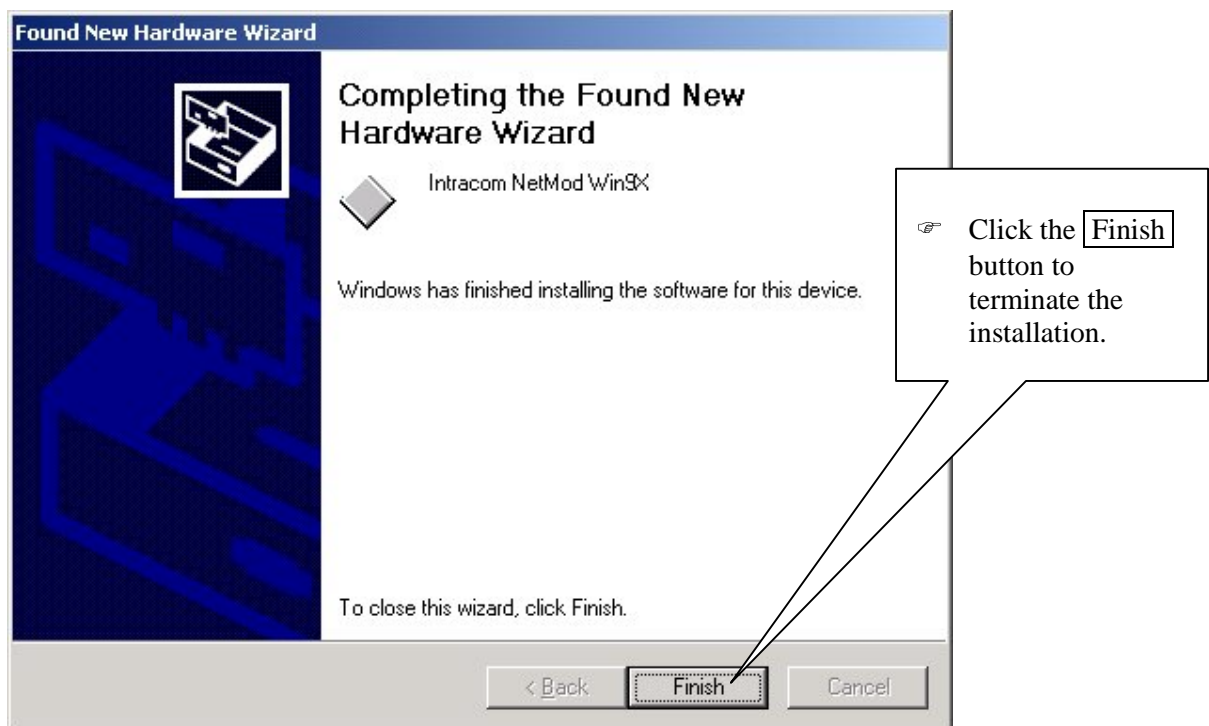 Found New Hardware Wizard
Completing the Found New
Hardware Wizard
Intracom NetMod Win9X
Windows has finished installing the software for this device.
☞ Click the Finish
button to
terminate the
installation.
To close this wizard, click Finish.
< Back Finish Cancel